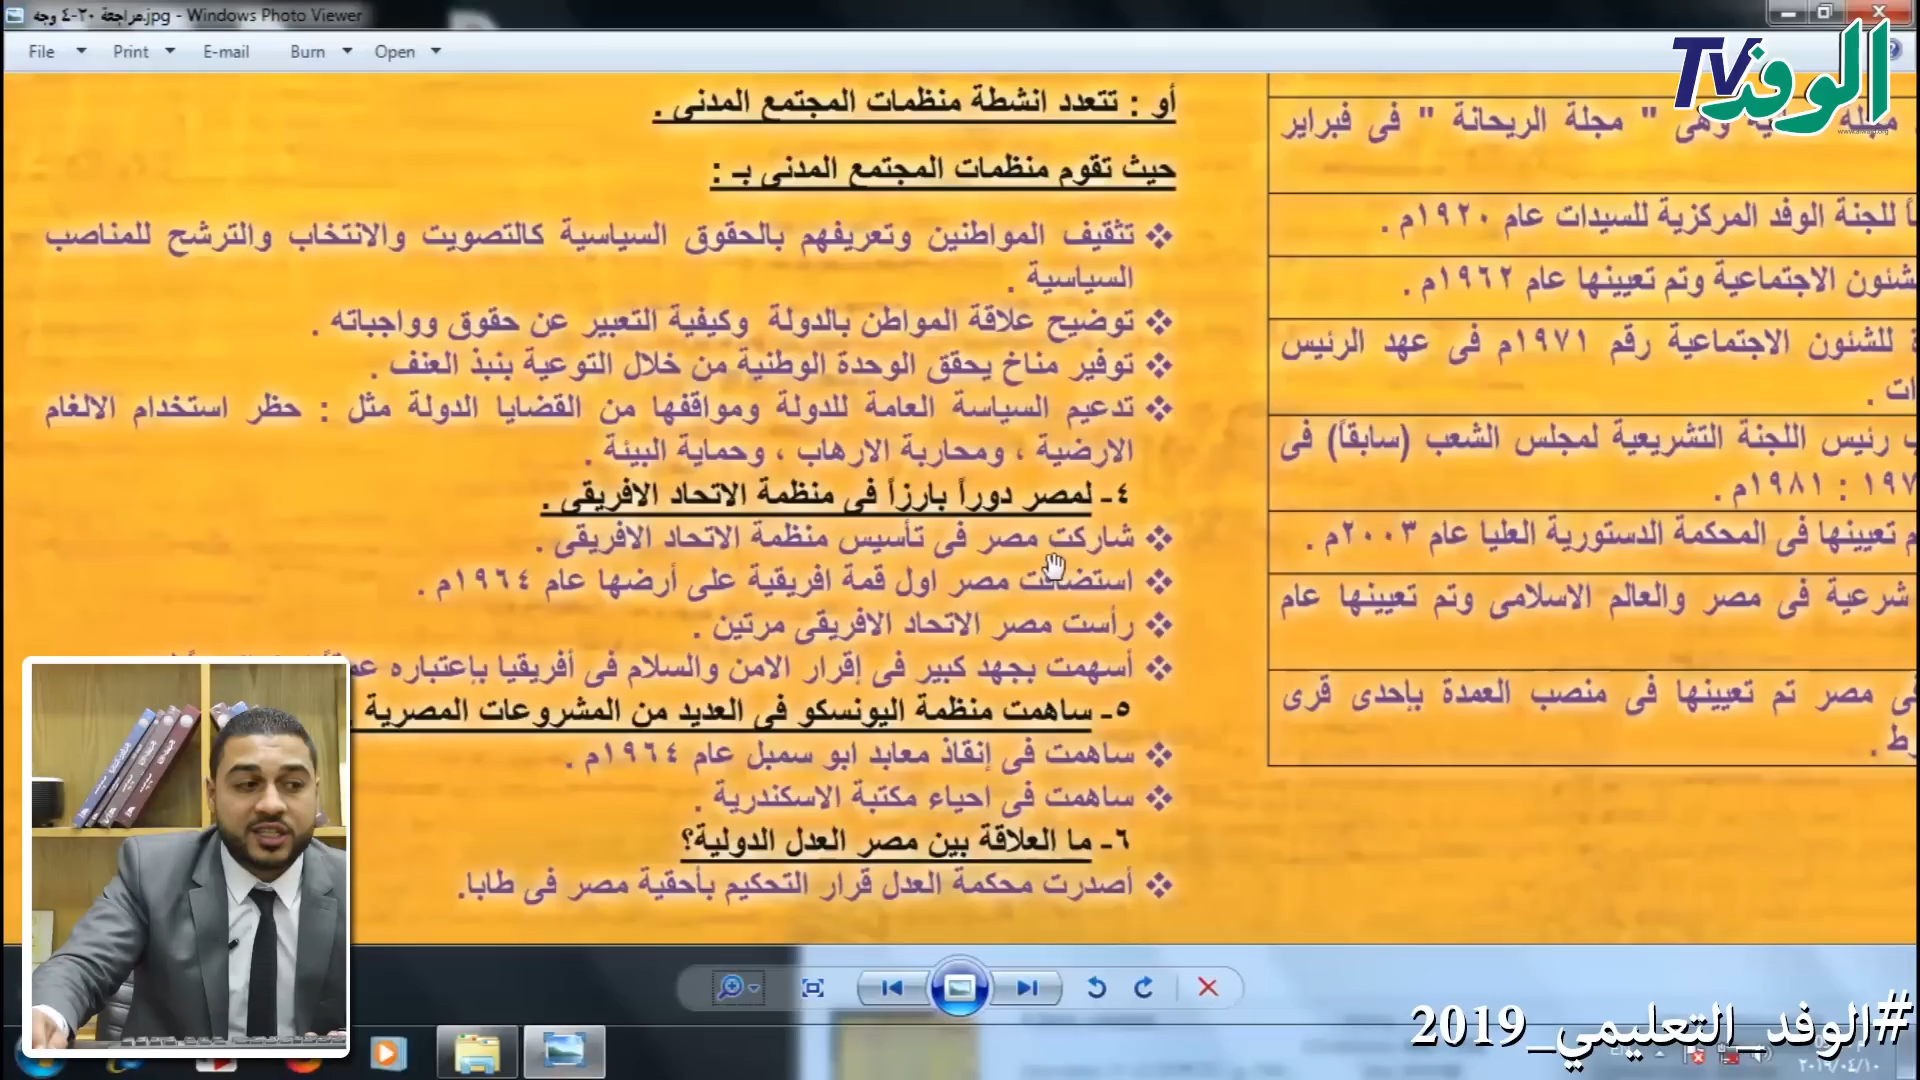 مراجعة ٢٠-٤ وجه.jpg - Windows Photo Viewer
File Print E-mail Burn Open
الوفد TV
www.alwafd.org
أو : تتعدد انشطة منظمات المجتمع المدنى .
حيث تقوم منظمات المجتمع المدنى بـ :
تثقيف المواطنين وتعريفهم بالحقوق السياسية كالتصويت والانتخاب والترشح للمناصب
السياسية .
توضيح علاقة المواطن بالدولة وكيفية التعبير عن حقوق وواجباته .
توفير مناخ يحقق الوحدة الوطنية من خلال التوعية بنبذ العنف .
تدعيم السياسة العامة للدولة ومواقفها من القضايا الدولة مثل : حظر استخدام الالغام
الارضية ، ومحاربة الارهاب ، وحماية البيئة .
٤- لمصر دوراً بارزاً فى منظمة الاتحاد الافريقى .
شاركت مصر فى تأسيس منظمة الاتحاد الافريقى .
استضافت مصر اول قمة افريقية على أرضها عام ١٩٦٤م .
رأست مصر الاتحاد الافريقى مرتين .
أسهمت بجهد كبير فى إقرار الامن والسلام فى أفريقيا بإعتباره
٥- ساهمت منظمة اليونسكو فى العديد من المشروعات المصرية .
ساهمت فى إنقاذ معابد ابو سمبل عام ١٩٦٤م .
ساهمت فى احياء مكتبة الاسكندرية .
٦- ما العلاقة بين مصر العدل الدولية؟
أصدرت محكمة العدل قرار التحكيم بأحقية مصر فى طابا.
وهى " مجلة الريحانة " فى فبراير
للجنة الوفد المركزية للسيدات عام ١٩٢٠م .
الاجتماعية وتم تعيينها عام ١٩٦٢م .
للشئون الاجتماعية رقم ١٩٧١م فى عهد الرئيس
رئيس اللجنة التشريعية لمجلس الشعب (سابقاً) فى
: ١٩٨١م .
تعيينها فى المحكمة الدستورية العليا عام ٢٠٠٣م .
شرعية فى مصر والعالم الاسلامى وتم تعيينها عام
مصر تم تعيينها فى منصب العمدة بإحدى قرى
#الوفد_التعليمي_2019
٢٠١٩/٠٤/١٠